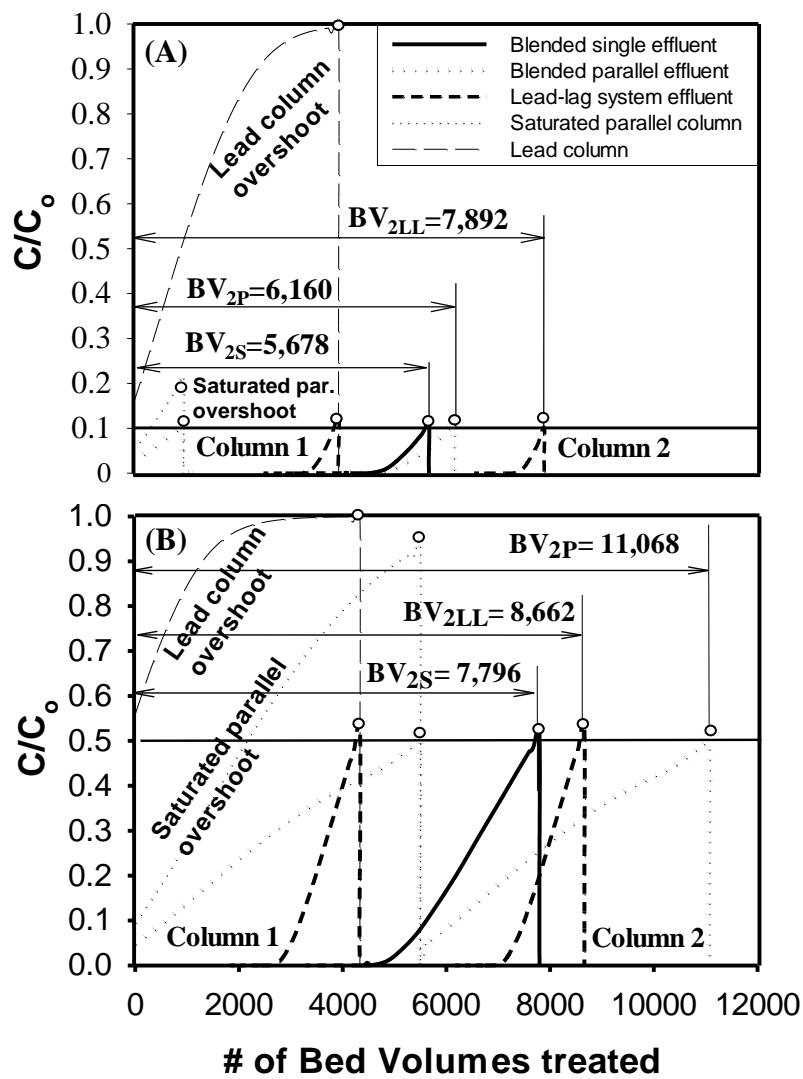 1.0
0.9
0.8
0.7
0.6
0.5
0.4
0.3
0.2
0.1
0
C/Co
(A)
Lead column
overshoot
Blended single effluent
Blended parallel effluent
Lead-lag system effluent
Saturated parallel column
Lead column
BV2LL=7,892
BV2P=6,160
BV2S=5,678
Saturated par.
overshoot
Column 1
Column 2
1.0
0.9
0.8
0.7
0.6
0.5
0.4
0.3
0.2
0.1
0.0
C/Co
(B)
Lead column
overshoot
Saturated parallel
overshoot
BV2P= 11,068
BV2LL= 8,662
BV2S= 7,796
Column 1
Column 2
0 2000 4000 6000 8000 10000 12000
# of Bed Volumes treated